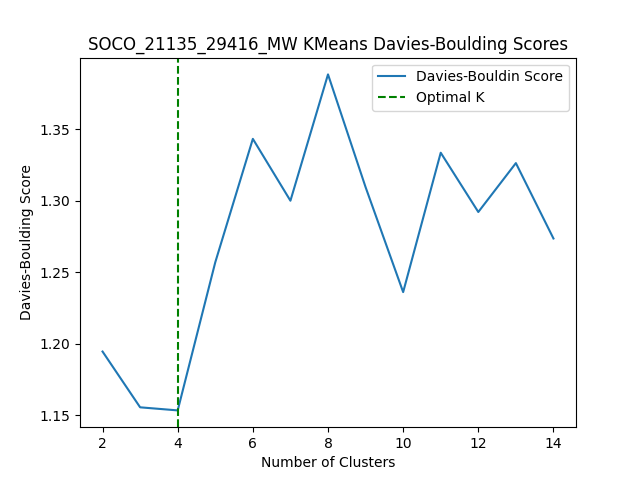 SOCO_21135_29416_MW KMeans Davies-Boulding Scores
Davies-Bouldin Score
Optimal K
Davies-Boulding Score
1.35
1.30
1.25
1.20
1.15
2 4 6 8 10 12 14
Number of Clusters